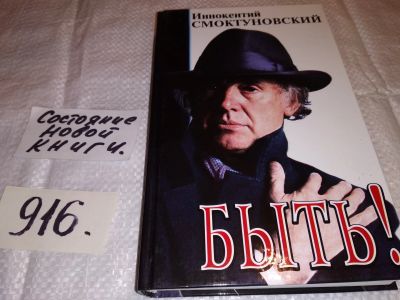 Иннокентий
СМОКТУНОВСКИЙ
БЫТЬ!
Состояние
новой
книги.
916.